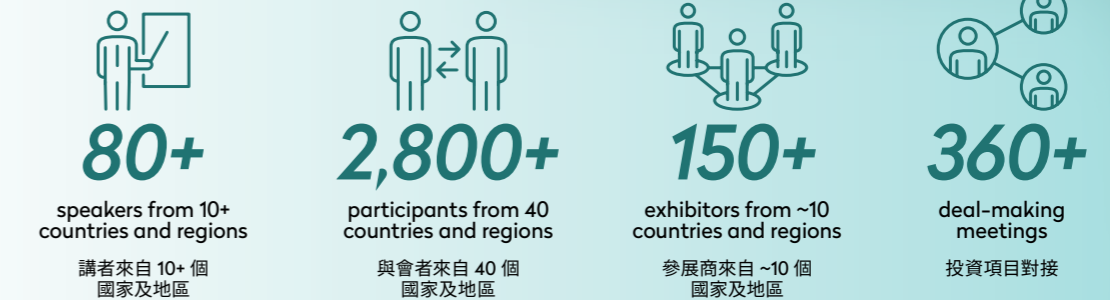 80+
speakers from 10+
countries and regions
講者來自 10+ 個
國家及地區
2,800+
participants from 40
countries and regions
與會者來自 40 個
國家及地區
150+
exhibitors from ~10
countries and regions
參展商來自 ~10 個
國家及地區
360+
deal-making
meetings
投資項目對接